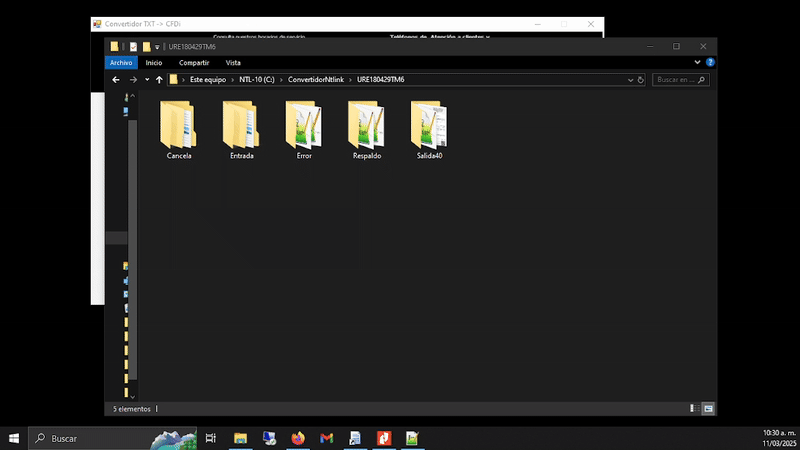 Convertidor TXT -> CFDi
Consulta nuestros horarios de servicio
Teléfonos de Atención a clientes y
URE180429TM6
Archivo Inicio Compartir Vista
Este equipo > NTL-10 (C:) > ConvertidorNtlink > URE180429TM6
Buscar en ...
Cancela Entrada Error Respaldo Salida40
5 elementos
Buscar
10:30 a. m.
11/03/2025